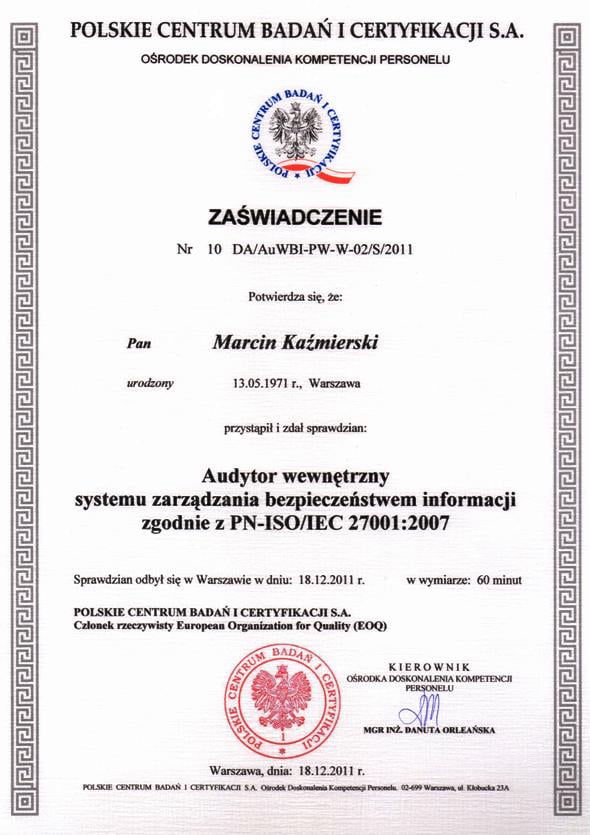 POLSKIE CENTRUM BADAŃ I CERTYFIKACJI S.A.
OŚRODEK DOSKONALENIA KOMPETENCJI PERSONELU
POLSKIE CENTRUM BADAŃ I CERTYFIKACJI
ZAŚWIADCZENIE
Nr 10 DA/AuWBI-PW-W-02/S/2011
Potwierdza się, że:
Pan Marcin Kaźmierski
urodzony 13.05.1971 r., Warszawa
przystąpił i zdał sprawdzian:
Audytor wewnętrzny
systemu zarządzania bezpieczeństwem informacji
zgodnie z PN-ISO/IEC 27001:2007
Sprawdzian odbył się w Warszawie w dniu: 18.12.2011 r. w wymiarze: 60 minut
POLSKIE CENTRUM BADAŃ I CERTYFIKACJI S.A.
Członek rzeczywisty European Organization for Quality (EOQ)
POLSKIE CENTRUM BADAŃ I CERTYFIKACJI
1
KIEROWNIK
OŚRODKA DOSKONALENIA KOMPETENCJI
PERSONELU
MGR INŻ. DANUTA ORLEAŃSKA
Warszawa, dnia: 18.12.2011 r.
POLSKIE CENTRUM BADAŃ I CERTYFIKACJI S.A. Ośrodek Doskonalenia Kompetencji Personelu. 02-699 Warszawa, ul. Kłobucka 23A